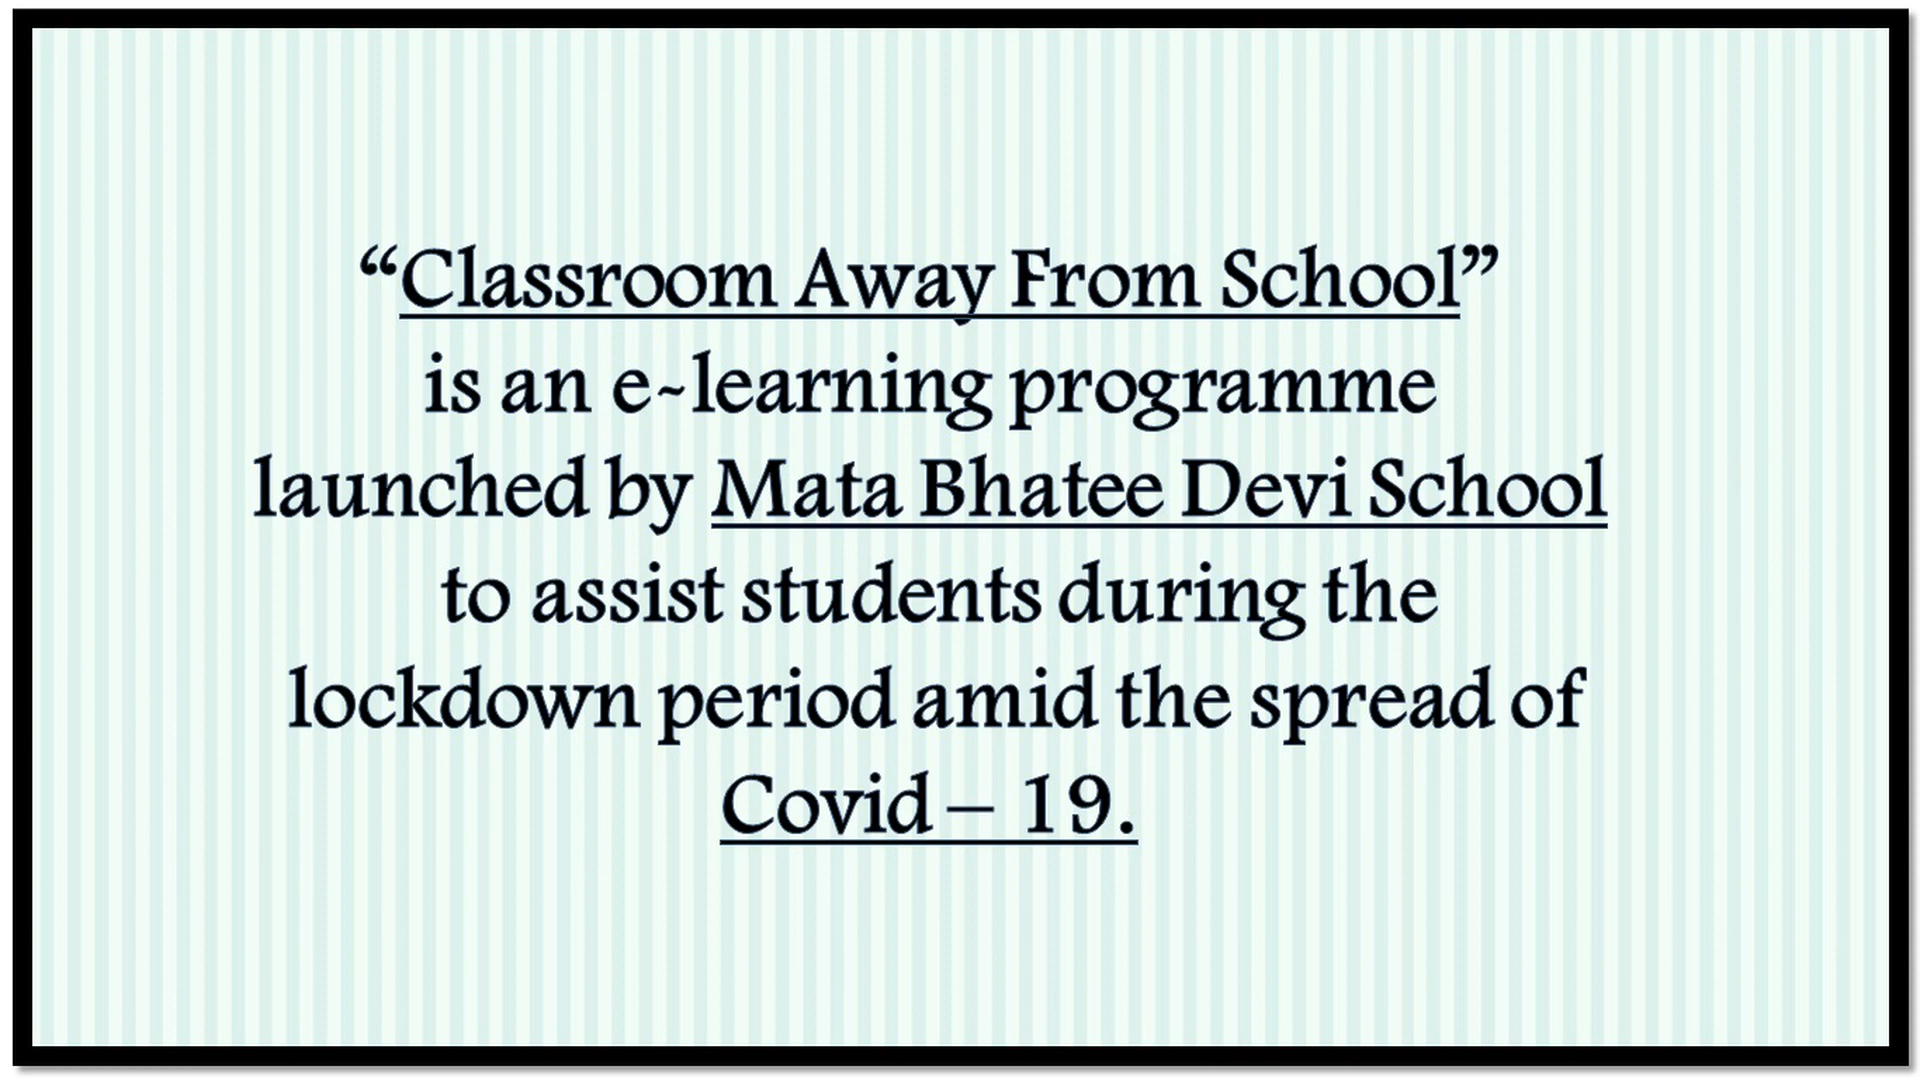 “Classroom Away From School”
is an e-learning programme
launched by Mata Bhatee Devi School
to assist students during the
lockdown period amid the spread of
Covid – 19.